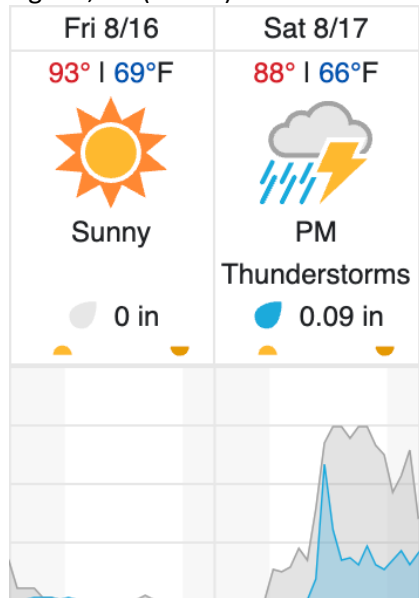 Fri 8/16
Sat 8/17
93° | 69°F
88° | 66°F
Sunny
PM
Thunderstorms
0 in
0.09 in